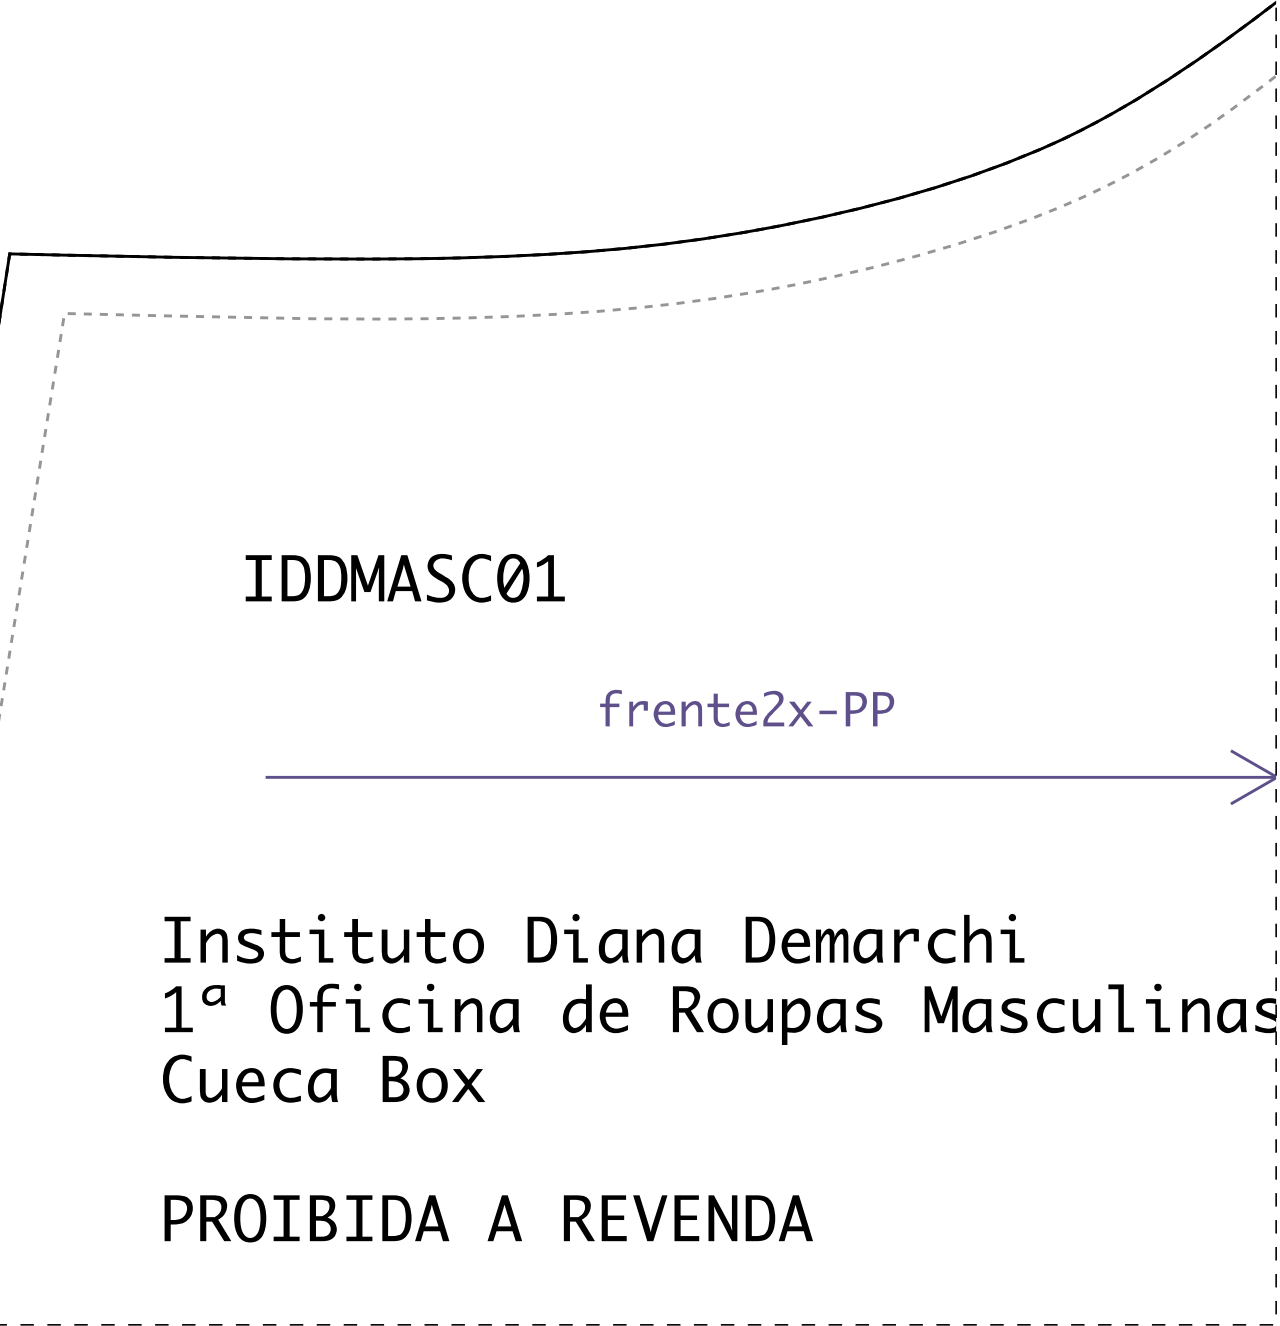 IDDMASC01
frente2x-PP
Instituto Diana Demarchi
1ª Oficina de Roupas Masculinas
Cueca Box
PROIBIDA A REVENDA